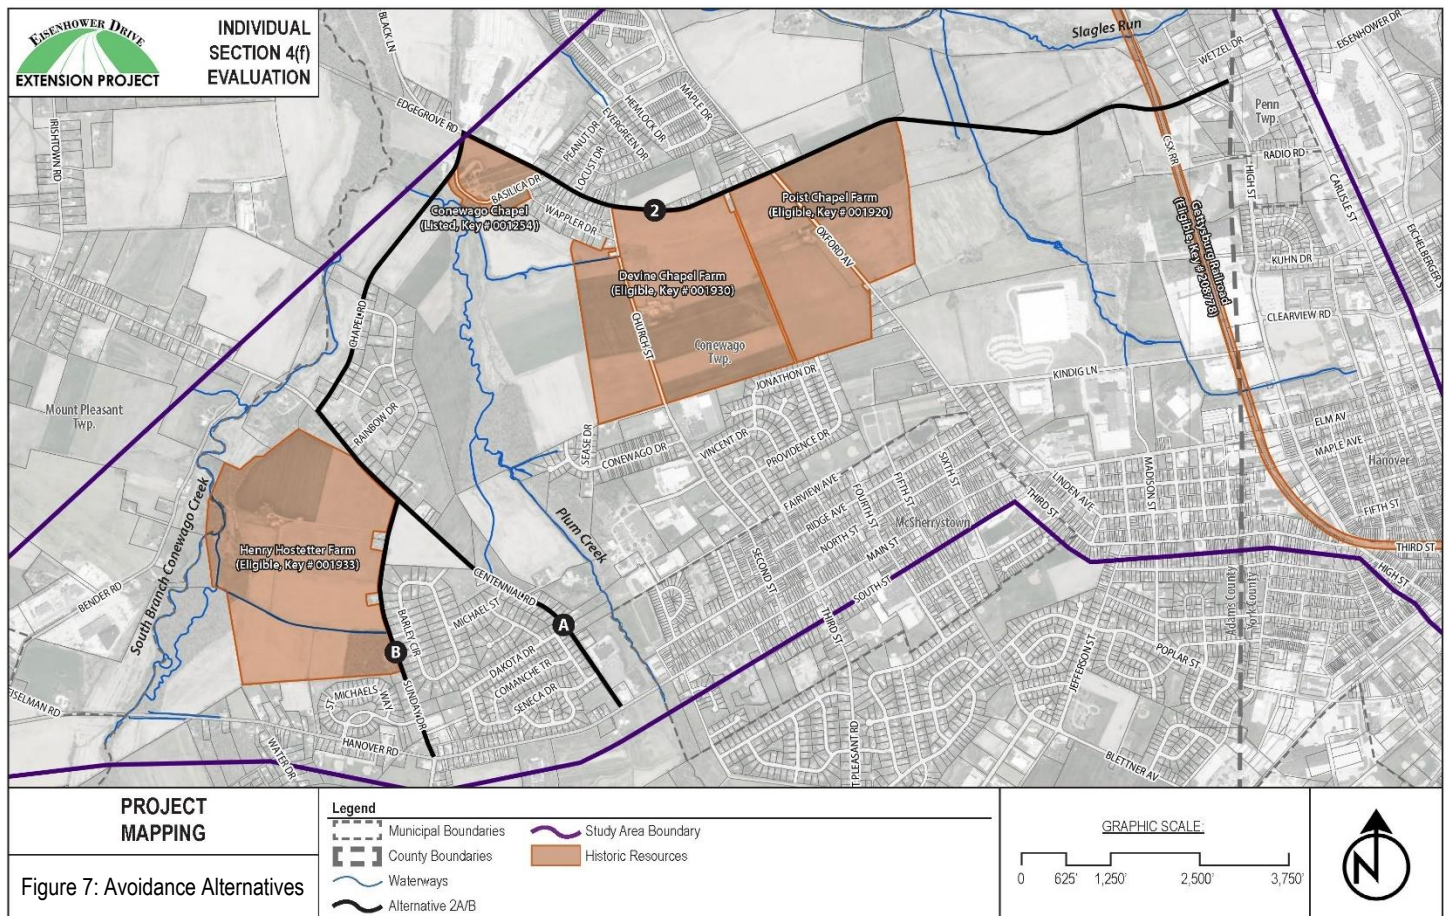 EISENHOWER DRIVE
EXTENSION PROJECT
INDIVIDUAL
SECTION 4(f)
EVALUATION
BLACK LN
EDGEGROVE RD
IRISHTOWN RD
HEMLOCK DR
MAPLE DR
EVERGREEN DR
PEANUT DR
LOCUST DR
BASILICA DR
WAPPLER DR
Slagles Run
WETZEL DR
EISENHOWER DR
Penn
Twp.
RADIO RD
HIGH ST
CARLISLE ST
EICHELBERGER S
KUHN DR
CLEARVIEW RD
CSX RR
Gettysburg Railroad
(Eligible, Key # 208778)
2
Conewago Chapel
(Listed, Key # 001254)
Poist Chapel Farm
(Eligible, Key # 001920)
OXFORD AV
Devine Chapel Farm
(Eligible, Key # 001930)
CHURCH ST
Conewago
Twp.
CHAPEL RD
RAINBOW DR
Mount Pleasant
Twp.
JONATHON DR
KINDIG LN
ELM AV
MAPLE AVE
Hanover
FIFTH ST
THIRD ST
HIGH ST
SEASE DR
CONEWAGO DR
VINCENT DR
PROVIDENCE DR
FAIRVIEW AVE
RIDGE AVE
NORTH ST
MAIN ST
SOUTH ST
SECOND ST
FOURTH ST
FIFTH ST
SIXTH ST
McSherrystown
THIRD ST
LINDEN AVE
MADISON ST
THIRD ST
Adams County
York County
POPLAR ST
JEFFERSON ST
BLETTNER AV
T PLEASANT RD
Plum Creek
South Branch Conewago Creek
BENDER RD
Henry Hostetter Farm
(Eligible, Key # 001933)
CENTENNIAL RD
MICHAEL ST
BARLEY CIR
DAKOTA DR
COMANCHE TR
SENECA DR
A
B
SUNDAY DR
ST MICHAELS
WAY
HANOVER RD
WATER DR
EISELMAN RD
PROJECT
MAPPING
Figure 7: Avoidance Alternatives
Legend
Municipal Boundaries
County Boundaries
Waterways
Alternative 2A/B
Study Area Boundary
Historic Resources
GRAPHIC SCALE:
0 625' 1,250' 2,500' 3,750'
N